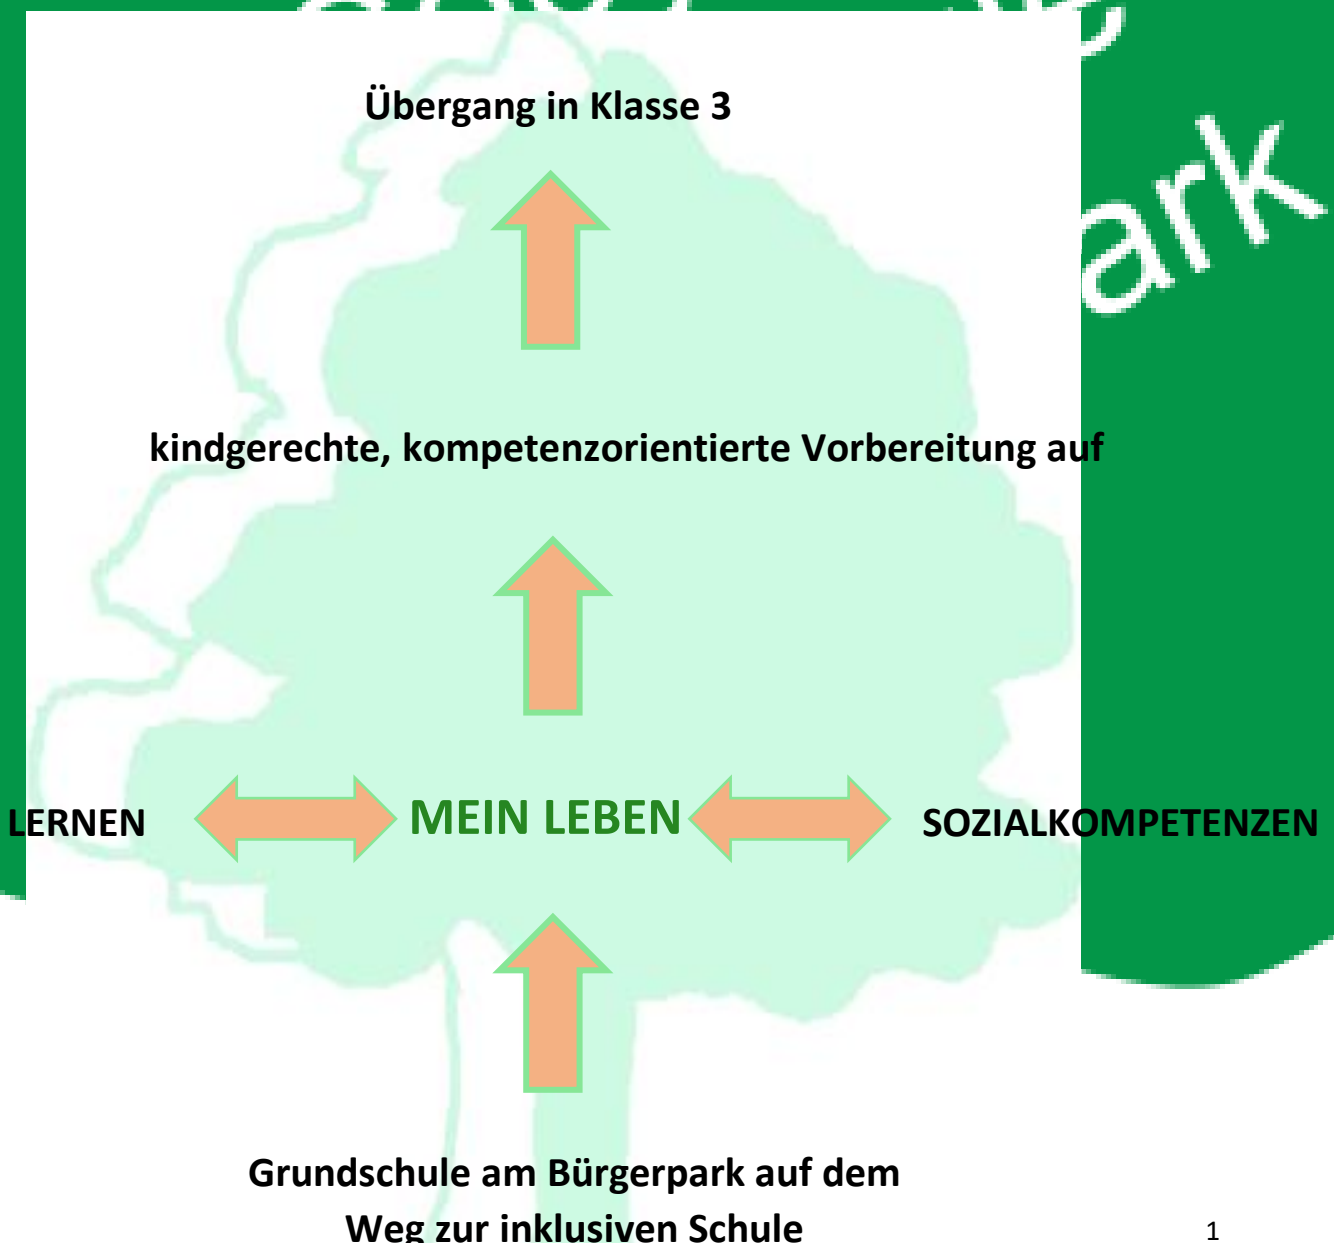 ark
Übergang in Klasse 3
kindgerechte, kompetenzorientierte Vorbereitung auf
LERNEN MEIN LEBEN SOZIALKOMPETENZEN
Grundschule am Bürgerpark auf dem
Weg zur inklusiven Schule
1